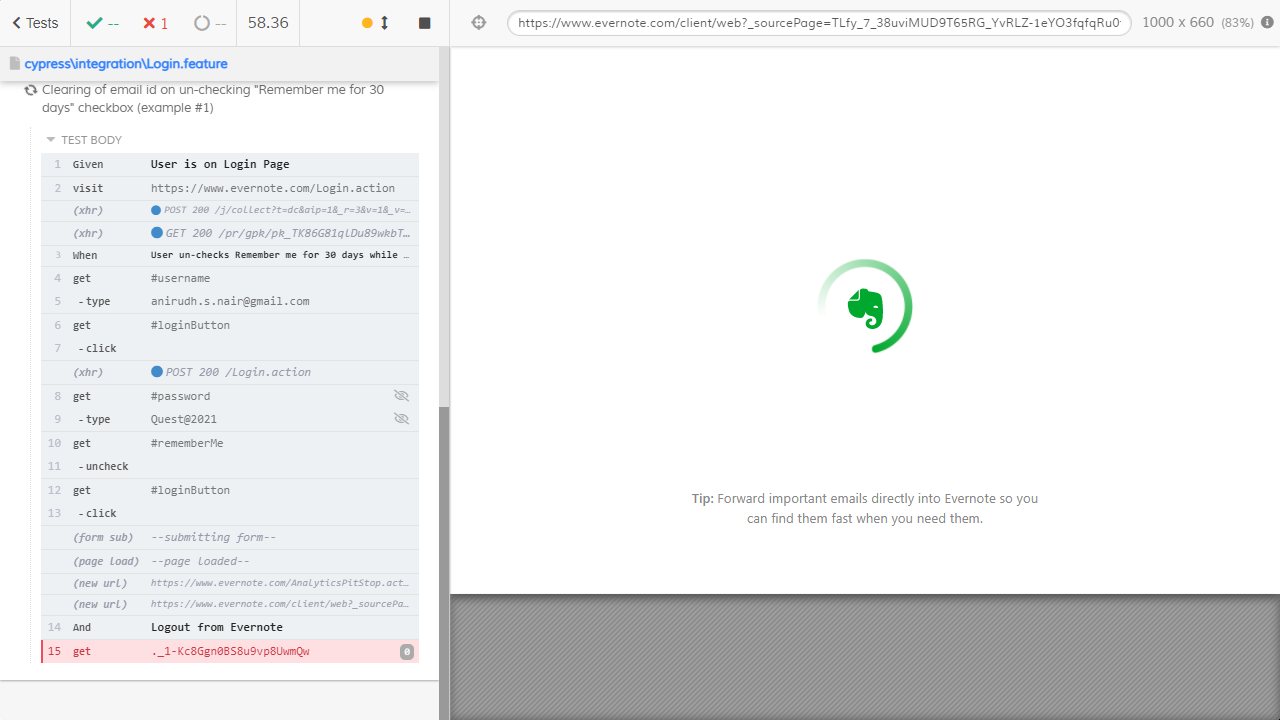 Tests
--
1
--
58.36
https://www.evernote.com/client/web?_sourcePage=TLfy_7_38uviMUD9T65RG_YvRLZ-1eYO3fqfqRu0
1000 x 660 (83%)
cypress\integration\Login.feature
Clearing of email id on un-checking "Remember me for 30
days" checkbox (example #1)
TEST BODY
1 Given User is on Login Page
2 visit https://www.evernote.com/Login.action
(xhr) POST 200 /j/collect?t=dc&aip=1&_r=3&v=1&_v=…
(xhr) GET 200 /pr/gpk/pk_TK86G81qlDu89wkbT…
3 When User un-checks Remember me for 30 days while …
4 get #username
5 -type anirudh.s.nair@gmail.com
6 get #loginButton
7 -click
(xhr) POST 200 /Login.action
8 get #password
9 -type Quest@2021
10 get #rememberMe
11 -uncheck
12 get #loginButton
13 -click
(form sub) --submitting form--
(page load) --page loaded--
(new url) https://www.evernote.com/AnalyticsPitStop.act…
(new url) https://www.evernote.com/client/web?_sourcePa…
14 And Logout from Evernote
15 get ._1-Kc8Ggn0BS8u9vp8UwmQw 0
Tip: Forward important emails directly into Evernote so you
can find them fast when you need them.